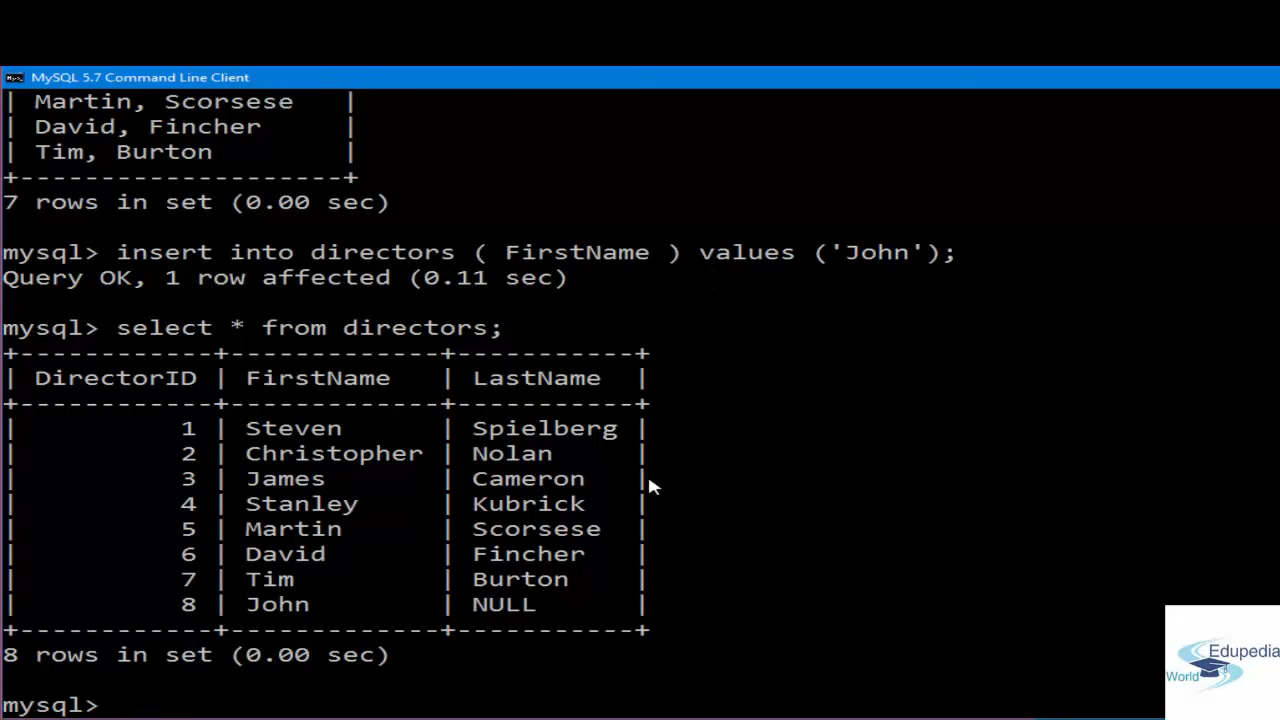 MySQL 5.7 Command Line Client
| Martin, Scorsese   |
| David, Fincher     |
| Tim, Burton        |
+--------------------+
7 rows in set (0.00 sec)
mysql> insert into directors ( FirstName ) values ('John');
Query OK, 1 row affected (0.11 sec)
mysql> select * from directors;
+------------+-------------+-----------+
| DirectorID | FirstName   | LastName  |
+------------+-------------+-----------+
|          1 | Steven      | Spielberg |
|          2 | Christopher | Nolan     |
|          3 | James       | Cameron   |
|          4 | Stanley     | Kubrick   |
|          5 | Martin      | Scorsese  |
|          6 | David       | Fincher   |
|          7 | Tim         | Burton    |
|          8 | John        | NULL      |
+------------+-------------+-----------+
8 rows in set (0.00 sec)
mysql>
Edupedia
World